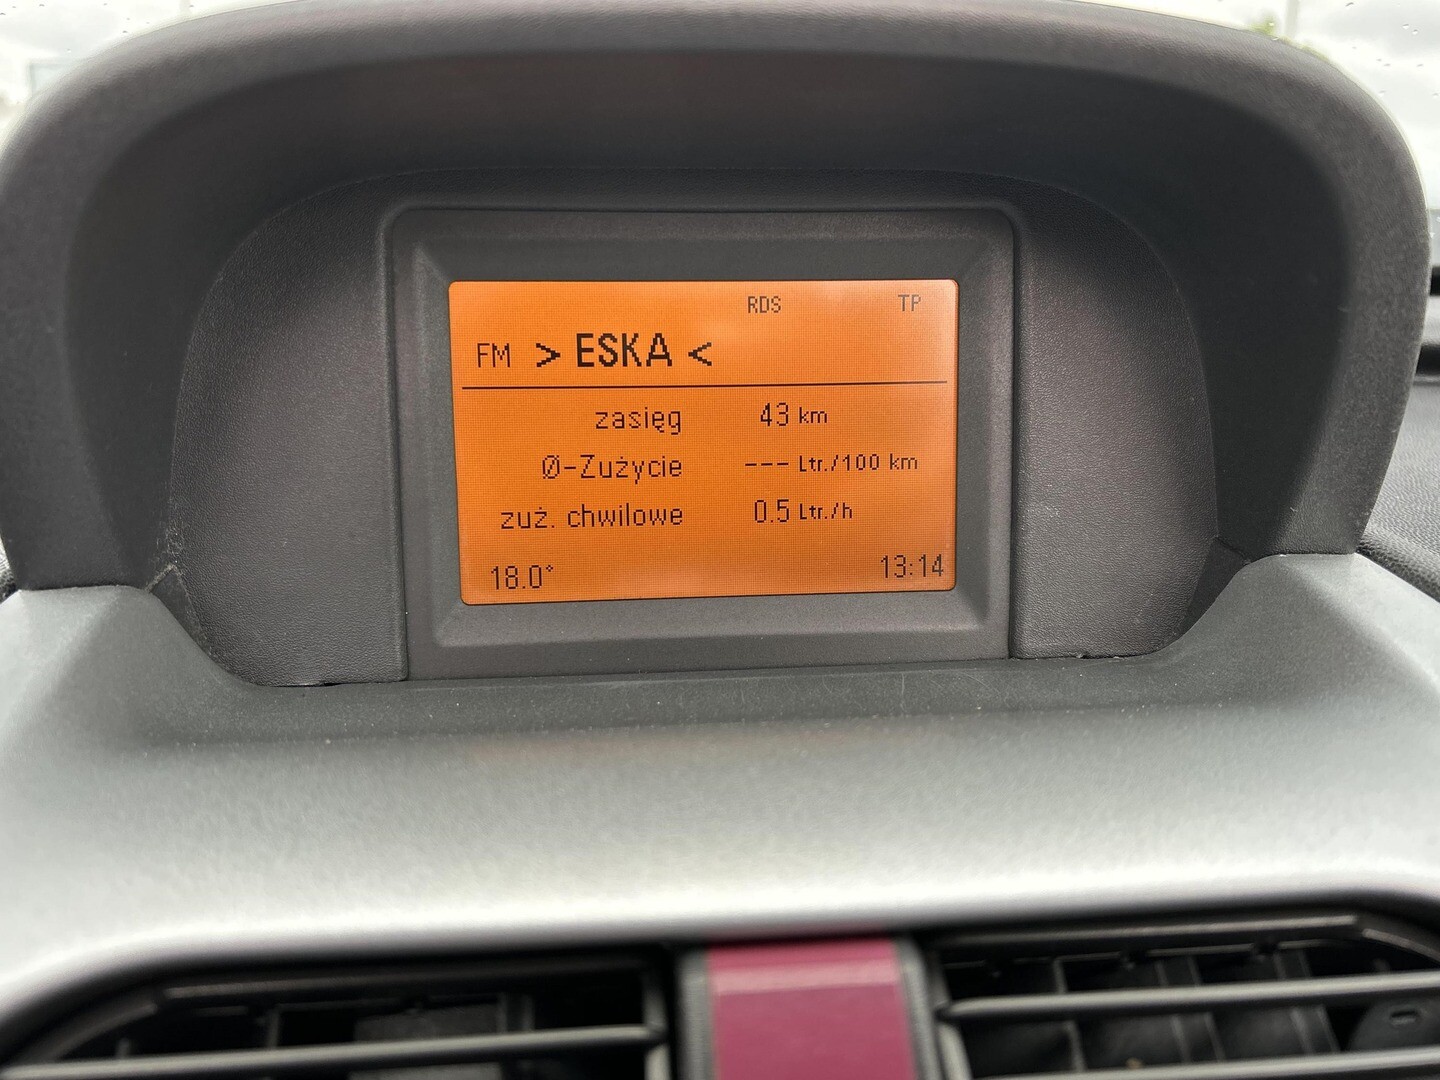 RDS TP
FM > ESKA <
zasięg 43 km
Ø-Zużycie --- Ltr./100 km
zuż. chwilowe 0.5 Ltr./h
18.0° 13:14